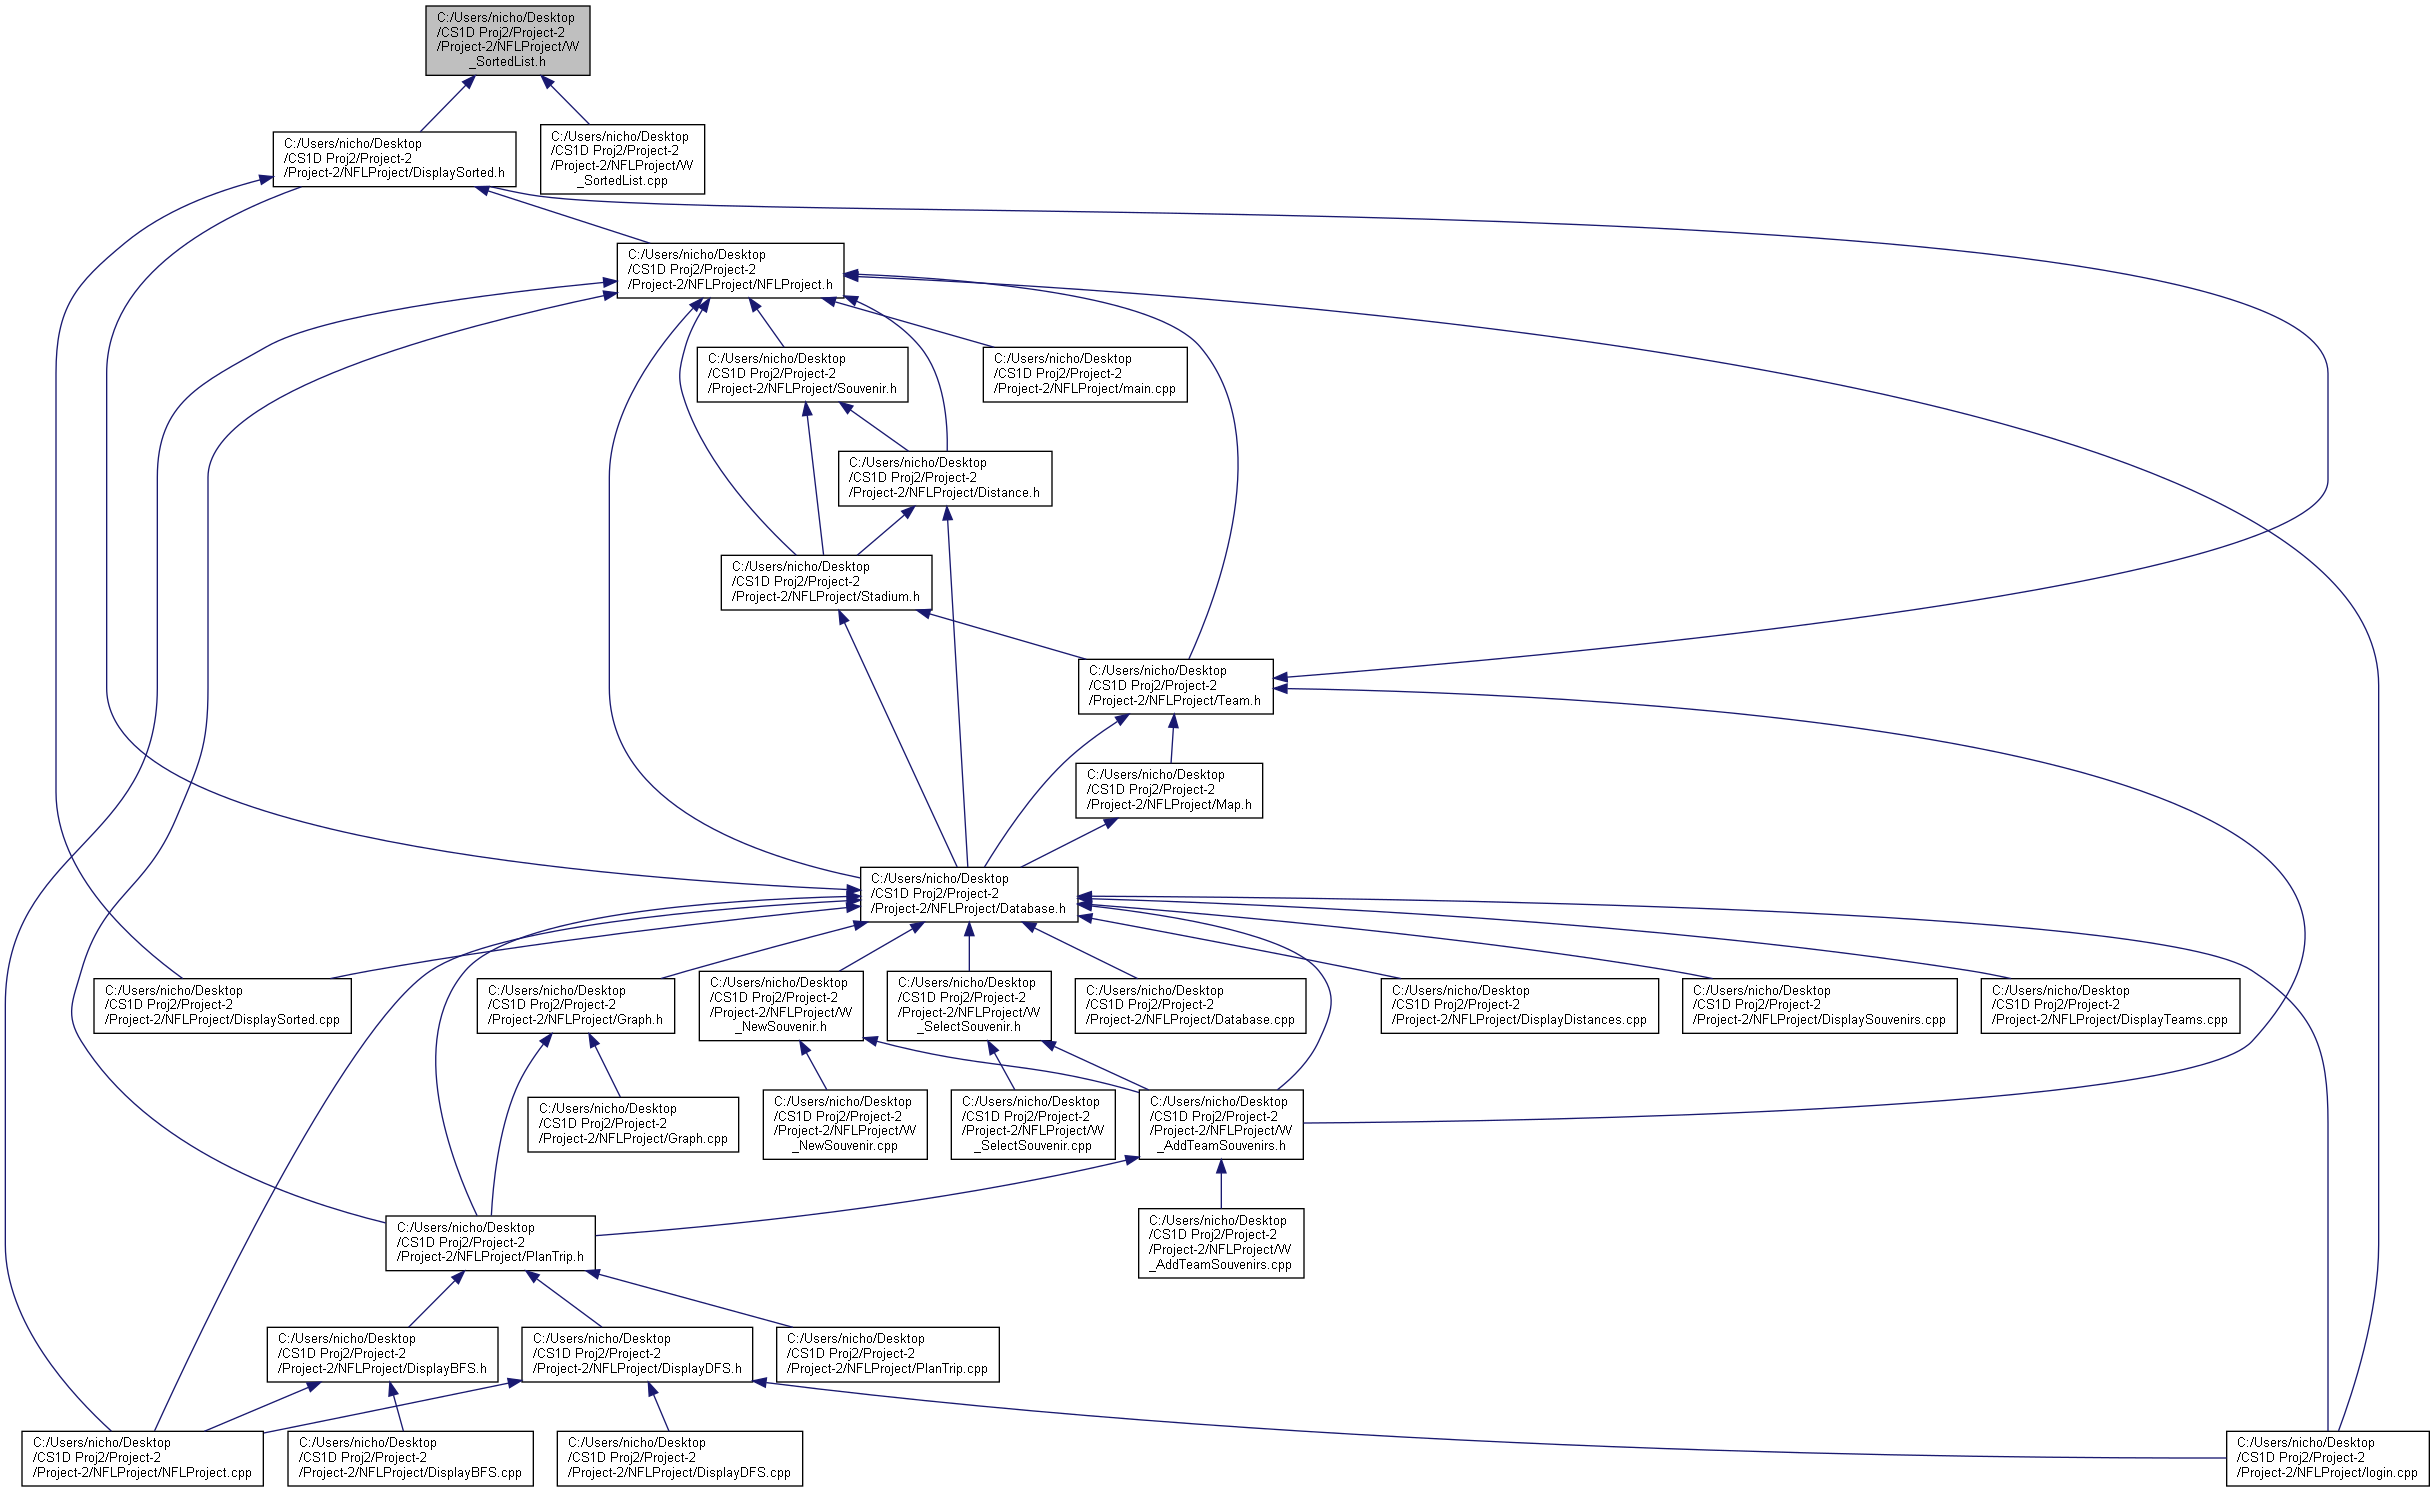 C:/Users/nicho/Desktop
/CS1D Proj2/Project-2
/Project-2/NFLProject/W
_SortedList.h
C:/Users/nicho/Desktop
/CS1D Proj2/Project-2
/Project-2/NFLProject/DisplaySorted.h
C:/Users/nicho/Desktop
/CS1D Proj2/Project-2
/Project-2/NFLProject/W
_SortedList.cpp
C:/Users/nicho/Desktop
/CS1D Proj2/Project-2
/Project-2/NFLProject/NFLProject.h
C:/Users/nicho/Desktop
/CS1D Proj2/Project-2
/Project-2/NFLProject/Souvenir.h
C:/Users/nicho/Desktop
/CS1D Proj2/Project-2
/Project-2/NFLProject/main.cpp
C:/Users/nicho/Desktop
/CS1D Proj2/Project-2
/Project-2/NFLProject/Distance.h
C:/Users/nicho/Desktop
/CS1D Proj2/Project-2
/Project-2/NFLProject/Stadium.h
C:/Users/nicho/Desktop
/CS1D Proj2/Project-2
/Project-2/NFLProject/Team.h
C:/Users/nicho/Desktop
/CS1D Proj2/Project-2
/Project-2/NFLProject/Map.h
C:/Users/nicho/Desktop
/CS1D Proj2/Project-2
/Project-2/NFLProject/Database.h
C:/Users/nicho/Desktop
/CS1D Proj2/Project-2
/Project-2/NFLProject/DisplaySorted.cpp
C:/Users/nicho/Desktop
/CS1D Proj2/Project-2
/Project-2/NFLProject/Graph.h
C:/Users/nicho/Desktop
/CS1D Proj2/Project-2
/Project-2/NFLProject/W
_NewSouvenir.h
C:/Users/nicho/Desktop
/CS1D Proj2/Project-2
/Project-2/NFLProject/W
_SelectSouvenir.h
C:/Users/nicho/Desktop
/CS1D Proj2/Project-2
/Project-2/NFLProject/Database.cpp
C:/Users/nicho/Desktop
/CS1D Proj2/Project-2
/Project-2/NFLProject/DisplayDistances.cpp
C:/Users/nicho/Desktop
/CS1D Proj2/Project-2
/Project-2/NFLProject/DisplaySouvenirs.cpp
C:/Users/nicho/Desktop
/CS1D Proj2/Project-2
/Project-2/NFLProject/DisplayTeams.cpp
C:/Users/nicho/Desktop
/CS1D Proj2/Project-2
/Project-2/NFLProject/Graph.cpp
C:/Users/nicho/Desktop
/CS1D Proj2/Project-2
/Project-2/NFLProject/W
_NewSouvenir.cpp
C:/Users/nicho/Desktop
/CS1D Proj2/Project-2
/Project-2/NFLProject/W
_SelectSouvenir.cpp
C:/Users/nicho/Desktop
/CS1D Proj2/Project-2
/Project-2/NFLProject/W
_AddTeamSouvenirs.h
C:/Users/nicho/Desktop
/CS1D Proj2/Project-2
/Project-2/NFLProject/PlanTrip.h
C:/Users/nicho/Desktop
/CS1D Proj2/Project-2
/Project-2/NFLProject/W
_AddTeamSouvenirs.cpp
C:/Users/nicho/Desktop
/CS1D Proj2/Project-2
/Project-2/NFLProject/DisplayBFS.h
C:/Users/nicho/Desktop
/CS1D Proj2/Project-2
/Project-2/NFLProject/DisplayDFS.h
C:/Users/nicho/Desktop
/CS1D Proj2/Project-2
/Project-2/NFLProject/PlanTrip.cpp
C:/Users/nicho/Desktop
/CS1D Proj2/Project-2
/Project-2/NFLProject/NFLProject.cpp
C:/Users/nicho/Desktop
/CS1D Proj2/Project-2
/Project-2/NFLProject/DisplayBFS.cpp
C:/Users/nicho/Desktop
/CS1D Proj2/Project-2
/Project-2/NFLProject/DisplayDFS.cpp
C:/Users/nicho/Desktop
/CS1D Proj2/Project-2
/Project-2/NFLProject/login.cpp